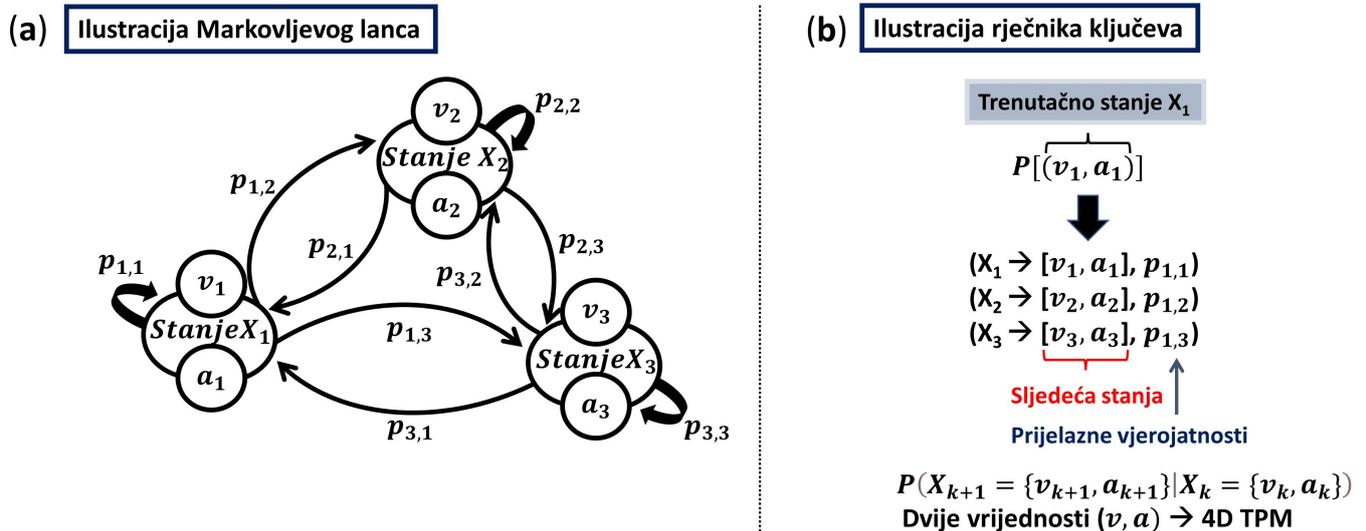 (a) Ilustracija Markovljevog lanca
v₂
p₂,₂
Stanje X₂
a₂
p₁,₂
p₂,₁
p₂,₃
p₃,₂
p₁,₁
v₁
StanjeX₁
a₁
p₁,₃
v₃
StanjeX₃
a₃
p₃,₁
p₃,₃
(b) Ilustracija rječnika ključeva
Trenutačno stanje X₁
P[(v₁, a₁)]
(X₁ → [v₁, a₁], p₁,₁)
(X₂ → [v₂, a₂], p₁,₂)
(X₃ → [v₃, a₃], p₁,₃)
Sljedeća stanja
Prijelazne vjerojatnosti
P(Xₖ₊₁ = {vₖ₊₁, aₖ₊₁}|Xₖ = {vₖ, aₖ})
Dvije vrijednosti (v, a) → 4D TPM